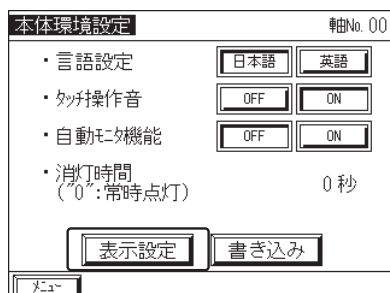 本体環境設定 軸No. 00
・言語設定 日本語 英語
・ﾀｯﾁ操作音 OFF ON
・自動ﾓﾆﾀ機能 OFF ON
・消灯時間 0 秒
("0":常時点灯)
表示設定 書き込み
ﾒﾆｭｰ